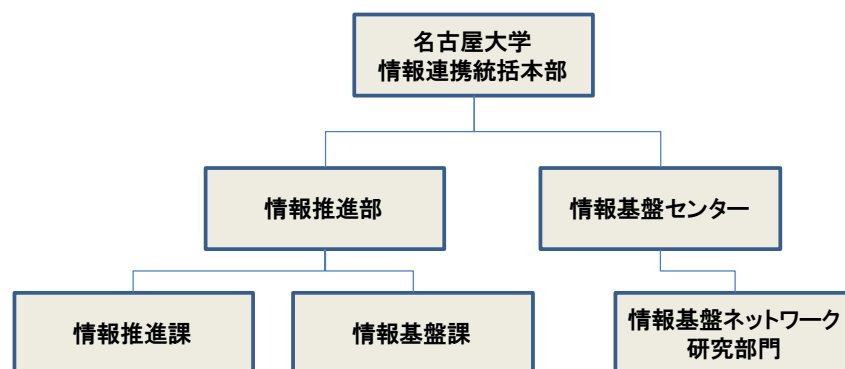 名古屋大学
情報連携統括本部
情報推進部
情報基盤センター
情報推進課
情報基盤課
情報基盤ネットワーク
研究部門